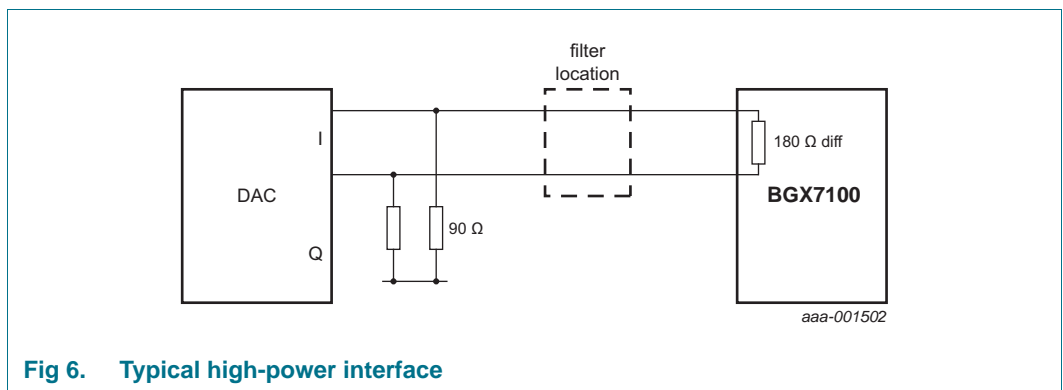 filter
location
I
180 Ω diff
DAC
BGX7100
90 Ω
Q
aaa-001502
Fig 6. Typical high-power interface